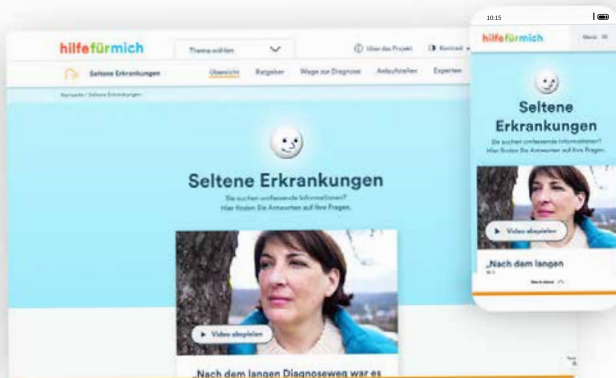 hilfefürmich
Thema wählen
Über das Projekt
Kontrast
Seltene Erkrankungen
Übersicht
Ratgeber
Wege zur Diagnose
Anlaufstellen
Experten
Startseite / Seltene Erkrankungen
Seltene Erkrankungen
Sie suchen umfassende Informationen?
Hier finden Sie Antworten auf Ihre Fragen.
Video abspielen
„Nach dem langen Diagnoseweg war es
10:15
hilfefürmich
Menü
Seltene
Erkrankungen
Sie suchen umfassende Informationen?
Hier finden Sie Antworten auf Ihre Fragen.
Video abspielen
„Nach dem langen